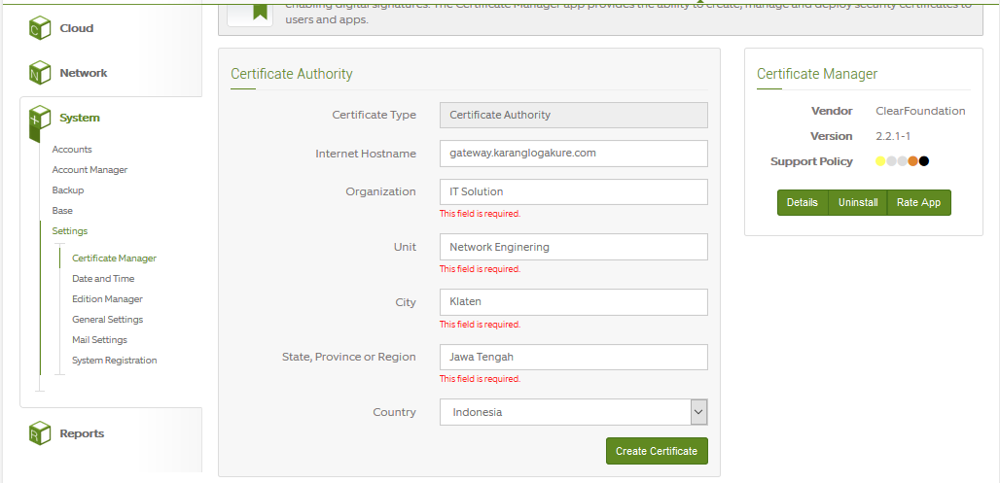 enabling digital signatures. The Certificate Manager app provides the ability to create, manage and deploy security certificates to
users and apps.
Cloud
Network
System
Accounts
Account Manager
Backup
Base
Settings
Certificate Manager
Date and Time
Edition Manager
General Settings
Mail Settings
System Registration
Reports
Certificate Authority
Certificate Type
Certificate Authority
Internet Hostname
gateway.karanglogakure.com
Organization
IT Solution
This field is required.
Unit
Network Enginering
This field is required.
City
Klaten
This field is required.
State, Province or Region
Jawa Tengah
This field is required.
Country
Indonesia
Create Certificate
Certificate Manager
Vendor ClearFoundation
Version 2.2.1-1
Support Policy
Details Uninstall Rate App